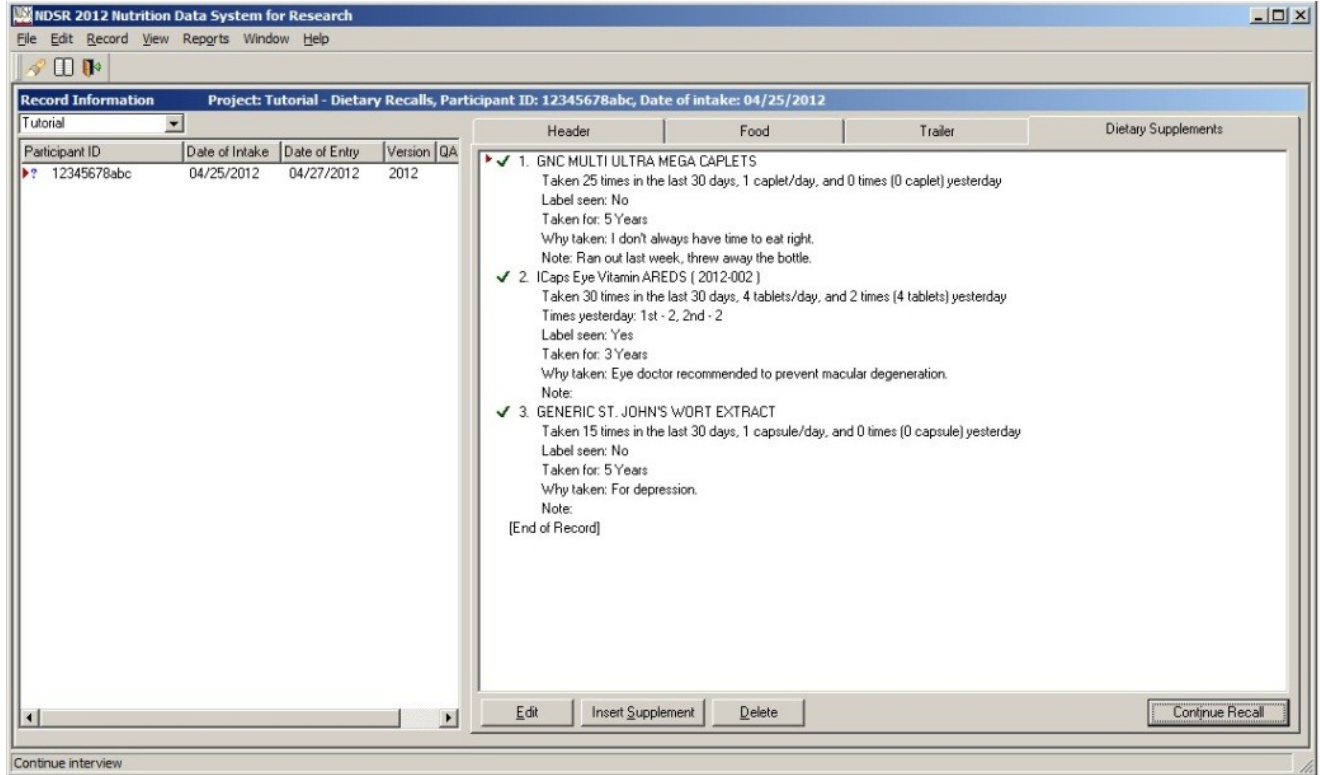 NDSR 2012 Nutrition Data System for Research
File Edit Record View Reports Window Help
Record Information Project: Tutorial - Dietary Recalls, Participant ID: 12345678abc, Date of intake: 04/25/2012
Tutorial
Participant ID Date of Intake Date of Entry Version QA
? 12345678abc 04/25/2012 04/27/2012 2012
Header Food Trailer Dietary Supplements
1. GNC MULTI ULTRA MEGA CAPLETS
Taken 25 times in the last 30 days, 1 caplet/day, and 0 times (0 caplet) yesterday
Label seen: No
Taken for: 5 Years
Why taken: I don't always have time to eat right.
Note: Ran out last week, threw away the bottle.
2. ICaps Eye Vitamin AREDS ( 2012-002 )
Taken 30 times in the last 30 days, 4 tablets/day, and 2 times (4 tablets) yesterday
Times yesterday: 1st - 2, 2nd - 2
Label seen: Yes
Taken for: 3 Years
Why taken: Eye doctor recommended to prevent macular degeneration.
Note:
3. GENERIC ST. JOHN'S WORT EXTRACT
Taken 15 times in the last 30 days, 1 capsule/day, and 0 times (0 capsule) yesterday
Label seen: No
Taken for: 5 Years
Why taken: For depression.
Note:
[End of Record]
Edit Insert Supplement Delete Continue Recall
Continue interview